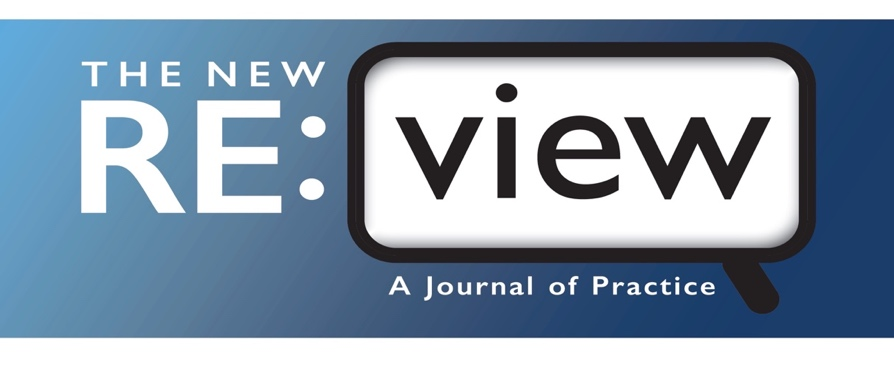 THE NEW
RE: view
A Journal of Practice